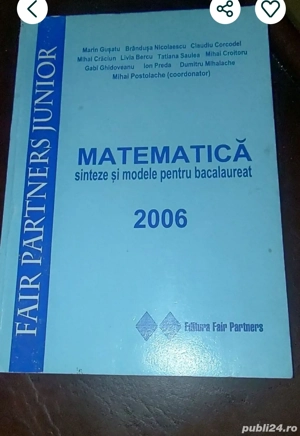 FAIR PARTNERS JUNIOR
Marin Gușatu Brândușa Nicolaescu Claudiu Corcodel
Mihai Crăciun Livia Barcu Tatiana Saulea Mihai Croitoru
Gabi Ghidoveanu Ion Preda Dumitru Mihalache
Mihai Postolache (coordonator)
MATEMATICĂ
sinteze și modele pentru bacalaureat
2006
Editura Fair Partners
publi24.ro